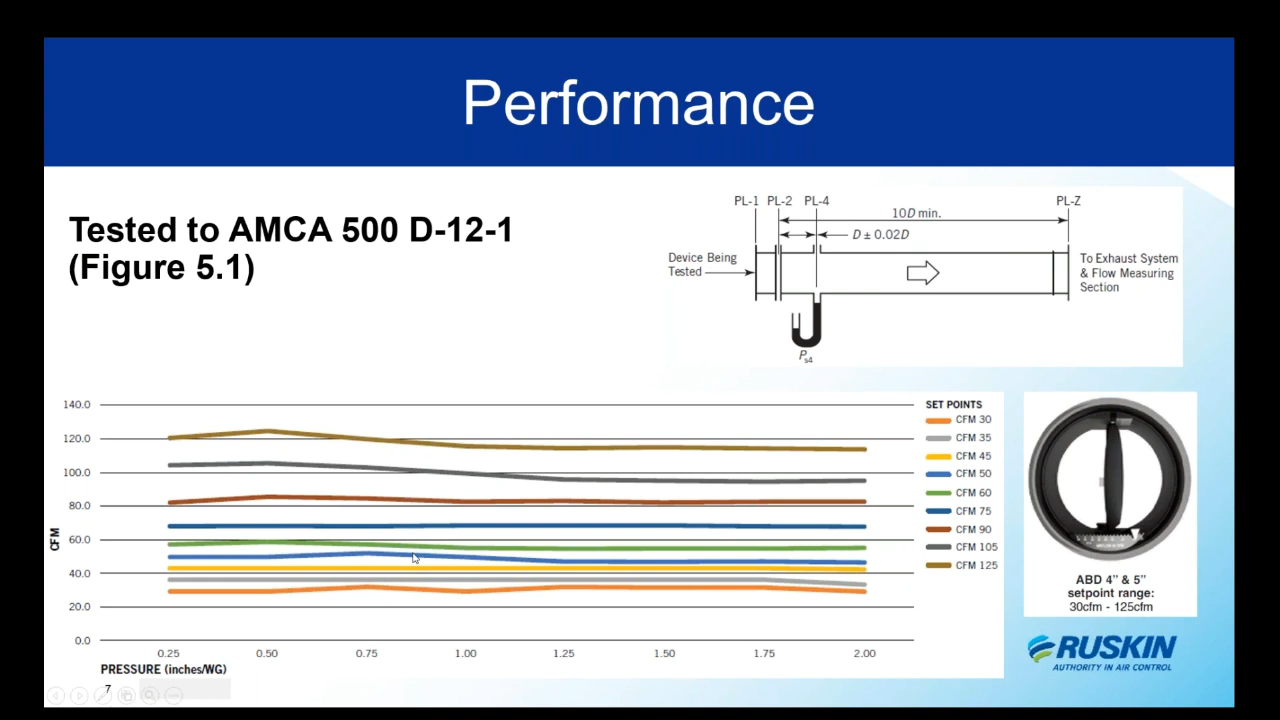 Performance
Tested to AMCA 500 D-12-1
(Figure 5.1)
PL-1 PL-2 PL-4 PL-Z
10D min.
D ± 0.02D
Device Being
Tested
To Exhaust System
& Flow Measuring
Section
Ps4
140.0
120.0
100.0
80.0
60.0
40.0
20.0
0.0
CFM
0.25 0.50 0.75 1.00 1.25 1.50 1.75 2.00
PRESSURE (inches/WG)
SET POINTS
CFM 30
CFM 35
CFM 45
CFM 50
CFM 60
CFM 75
CFM 90
CFM 105
CFM 125
ABD 4” & 5”
setpoint range:
30cfm - 125cfm
RUSKIN
AUTHORITY IN AIR CONTROL
7